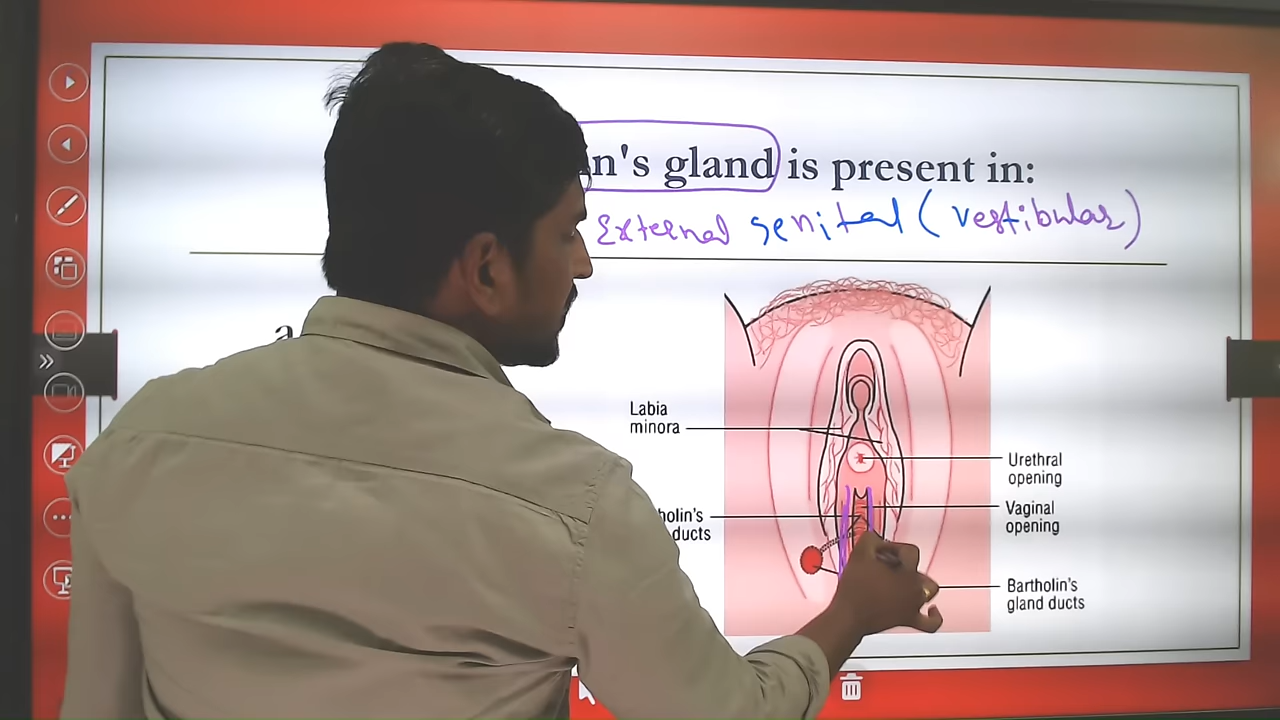 n's gland is present in:
External genital (vestibular)
a
Labia
minora
Urethral
opening
holin's
ducts
Vaginal
opening
Bartholin's
gland ducts